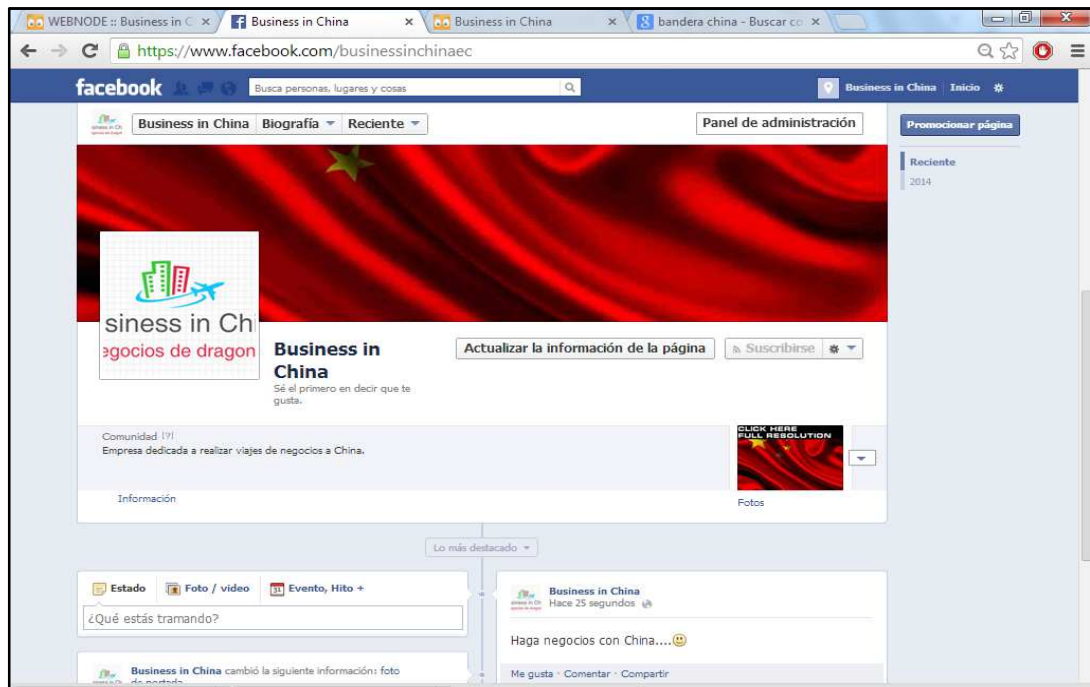 WEBNODE :: Business in C
Business in China
Business in China
bandera china - Buscar co
https://www.facebook.com/businessinchinaec
facebook
Busca personas, lugares y cosas
Business in China Inicio
Business in China Biografía Reciente
Panel de administración
Promocionar página
Reciente
2014
siness in Chi
egocios de dragon
Business in
China
Sé el primero en decir que te
gusta.
Actualizar la información de la página
Suscribirse
Comunidad [?]
Empresa dedicada a realizar viajes de negocios a China.
CLICK HERE
FULL RESOLUTION
Información
Fotos
Lo más destacado
Estado Foto / video Evento, Hito +
¿Qué estás tramando?
Business in China cambió la siguiente información: foto
de portada
Business in China
Hace 25 segundos
Haga negocios con China....
Me gusta · Comentar · Compartir